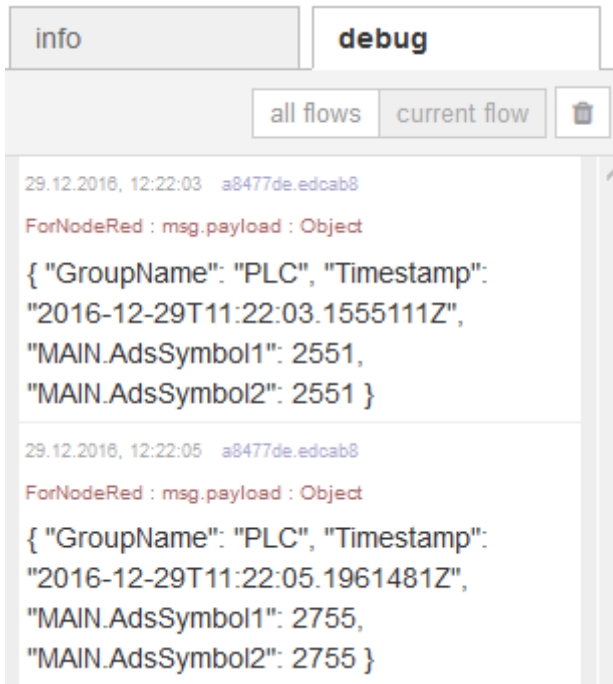 info debug
all flows current flow
29.12.2016, 12:22:03 a8477de.edcab8
ForNodeRed : msg.payload : Object
{ "GroupName": "PLC", "Timestamp":
"2016-12-29T11:22:03.1555111Z",
"MAIN.AdsSymbol1": 2551,
"MAIN.AdsSymbol2": 2551 }
29.12.2016, 12:22:05 a8477de.edcab8
ForNodeRed : msg.payload : Object
{ "GroupName": "PLC", "Timestamp":
"2016-12-29T11:22:05.1961481Z",
"MAIN.AdsSymbol1": 2755,
"MAIN.AdsSymbol2": 2755 }